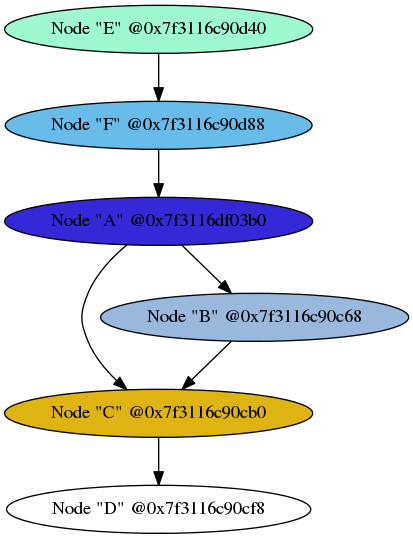 Node "E" @0x7f3116c90d40
Node "F" @0x7f3116c90d88
Node "A" @0x7f3116df03b0
Node "B" @0x7f3116c90c68
Node "C" @0x7f3116c90cb0
Node "D" @0x7f3116c90cf8